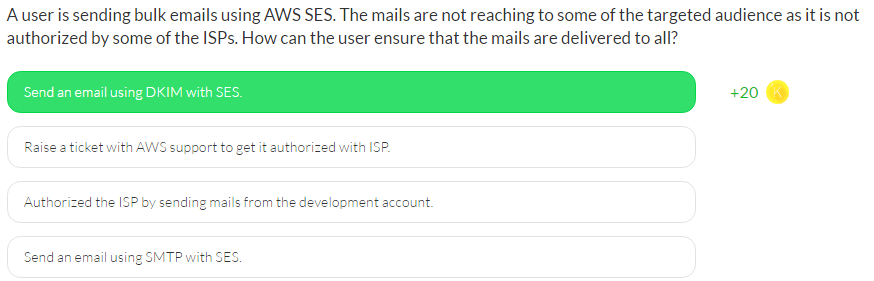 A user is sending bulk emails using AWS SES. The mails are not reaching to some of the targeted audience as it is not
authorized by some of the ISPs. How can the user ensure that the mails are delivered to all?
Send an email using DKIM with SES.
+20 K
Raise a ticket with AWS support to get it authorized with ISP.
Authorized the ISP by sending mails from the development account.
Send an email using SMTP with SES.